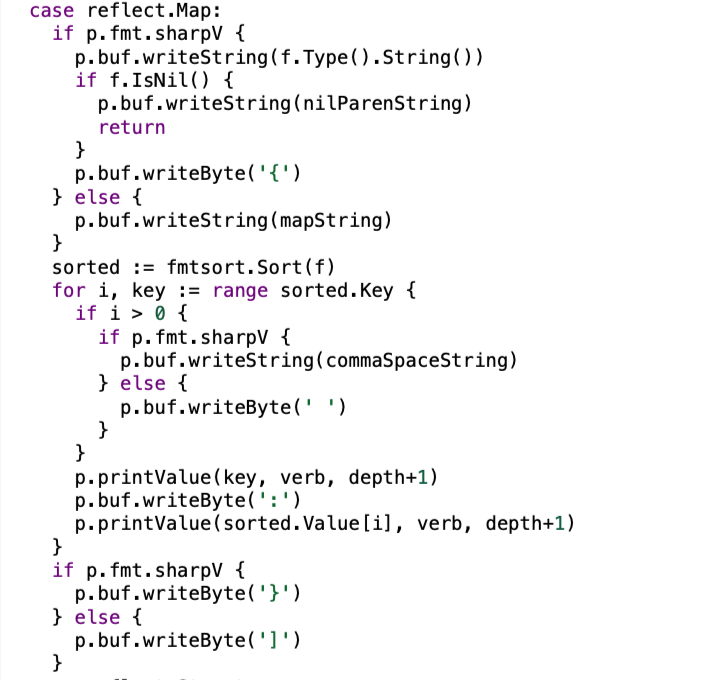 case reflect.Map:
if p.fmt.sharpV {
p.buf.writeString(f.Type().String())
if f.IsNil() {
p.buf.writeString(nilParenString)
return
}
p.buf.writeByte('{')
} else {
p.buf.writeString(mapString)
}
sorted := fmtsort.Sort(f)
for i, key := range sorted.Key {
if i > 0 {
if p.fmt.sharpV {
p.buf.writeString(commaSpaceString)
} else {
p.buf.writeByte(' ')
}
}
p.printValue(key, verb, depth+1)
p.buf.writeByte(':')
p.printValue(sorted.Value[i], verb, depth+1)
}
if p.fmt.sharpV {
p.buf.writeByte('}')
} else {
p.buf.writeByte(']')
}